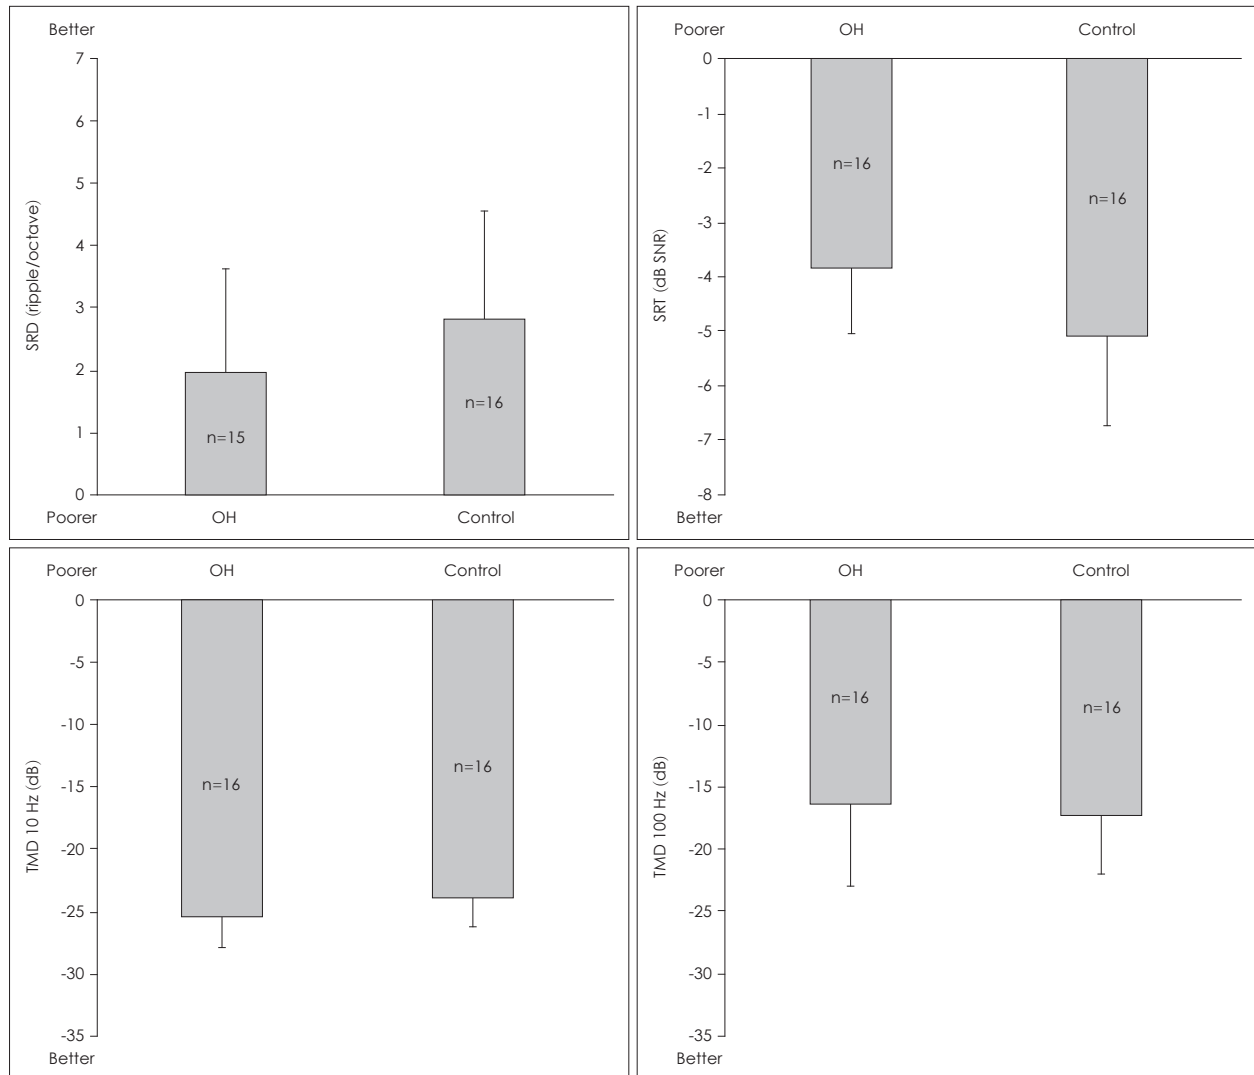 Better
7
6
5
4
3
2
1
0
SRD (ripple/octave)
n=15
n=16
Poorer OH Control
Poorer OH Control
0
-1
-2
-3
-4
-5
-6
-7
-8
SRT (dB SNR)
n=16
n=16
Better
Poorer OH Control
0
-5
-10
-15
-20
-25
-30
-35
TMD 10 Hz (dB)
n=16
n=16
Better
Poorer OH Control
0
-5
-10
-15
-20
-25
-30
-35
TMD 100 Hz (dB)
n=16
n=16
Better